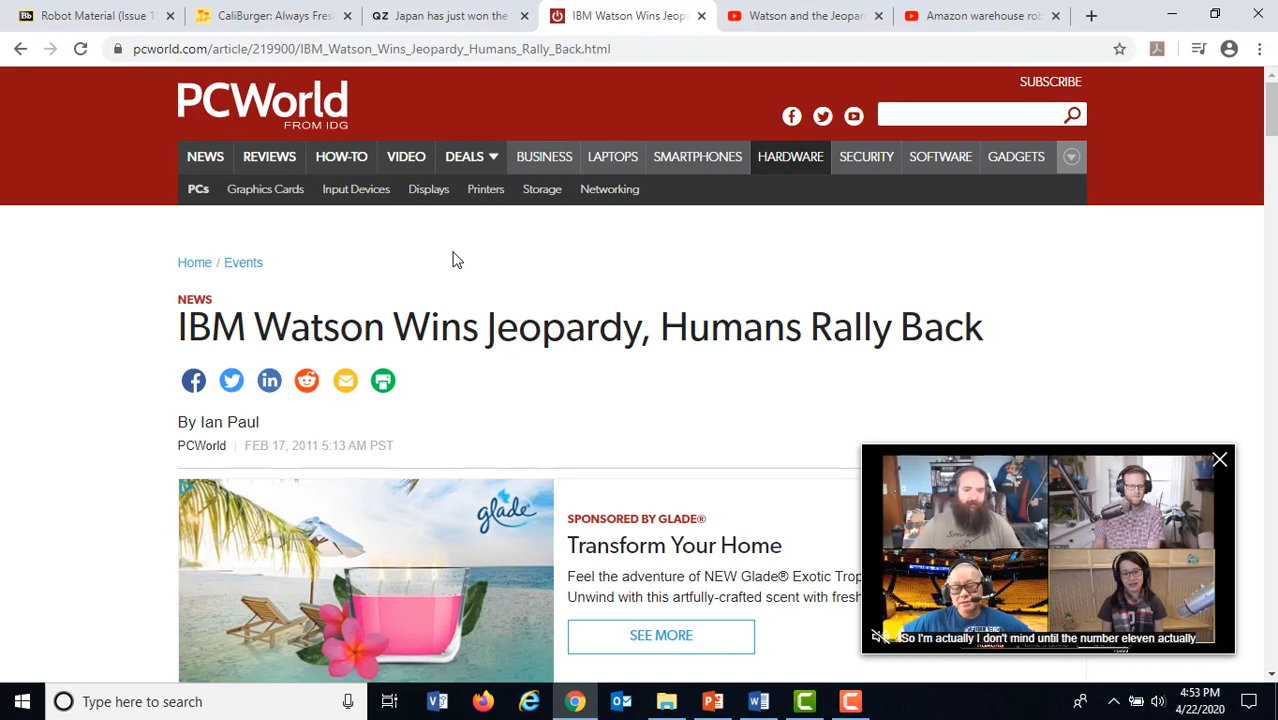 Bb Robot Material (Issue 1
CaliBurger: Always Fres
QZ Japan has just won the
IBM Watson Wins Jeop
Watson and the Jeopar
Amazon warehouse rob
pcworld.com/article/219900/IBM_Watson_Wins_Jeopardy_Humans_Rally_Back.html
SUBSCRIBE
PCWorld
FROM IDG
NEWS REVIEWS HOW-TO VIDEO DEALS BUSINESS LAPTOPS SMARTPHONES HARDWARE SECURITY SOFTWARE GADGETS
PCs Graphics Cards Input Devices Displays Printers Storage Networking
Home / Events
NEWS
IBM Watson Wins Jeopardy, Humans Rally Back
By Ian Paul
PCWorld | FEB 17, 2011 5:13 AM PST
glade
SPONSORED BY GLADE®
Transform Your Home
Feel the adventure of NEW Glade® Exotic Trop
Unwind with this artfully-crafted scent with fresh
SEE MORE
So I'm actually I don't mind until the number eleven actually
Type here to search
4:53 PM
4/22/2020